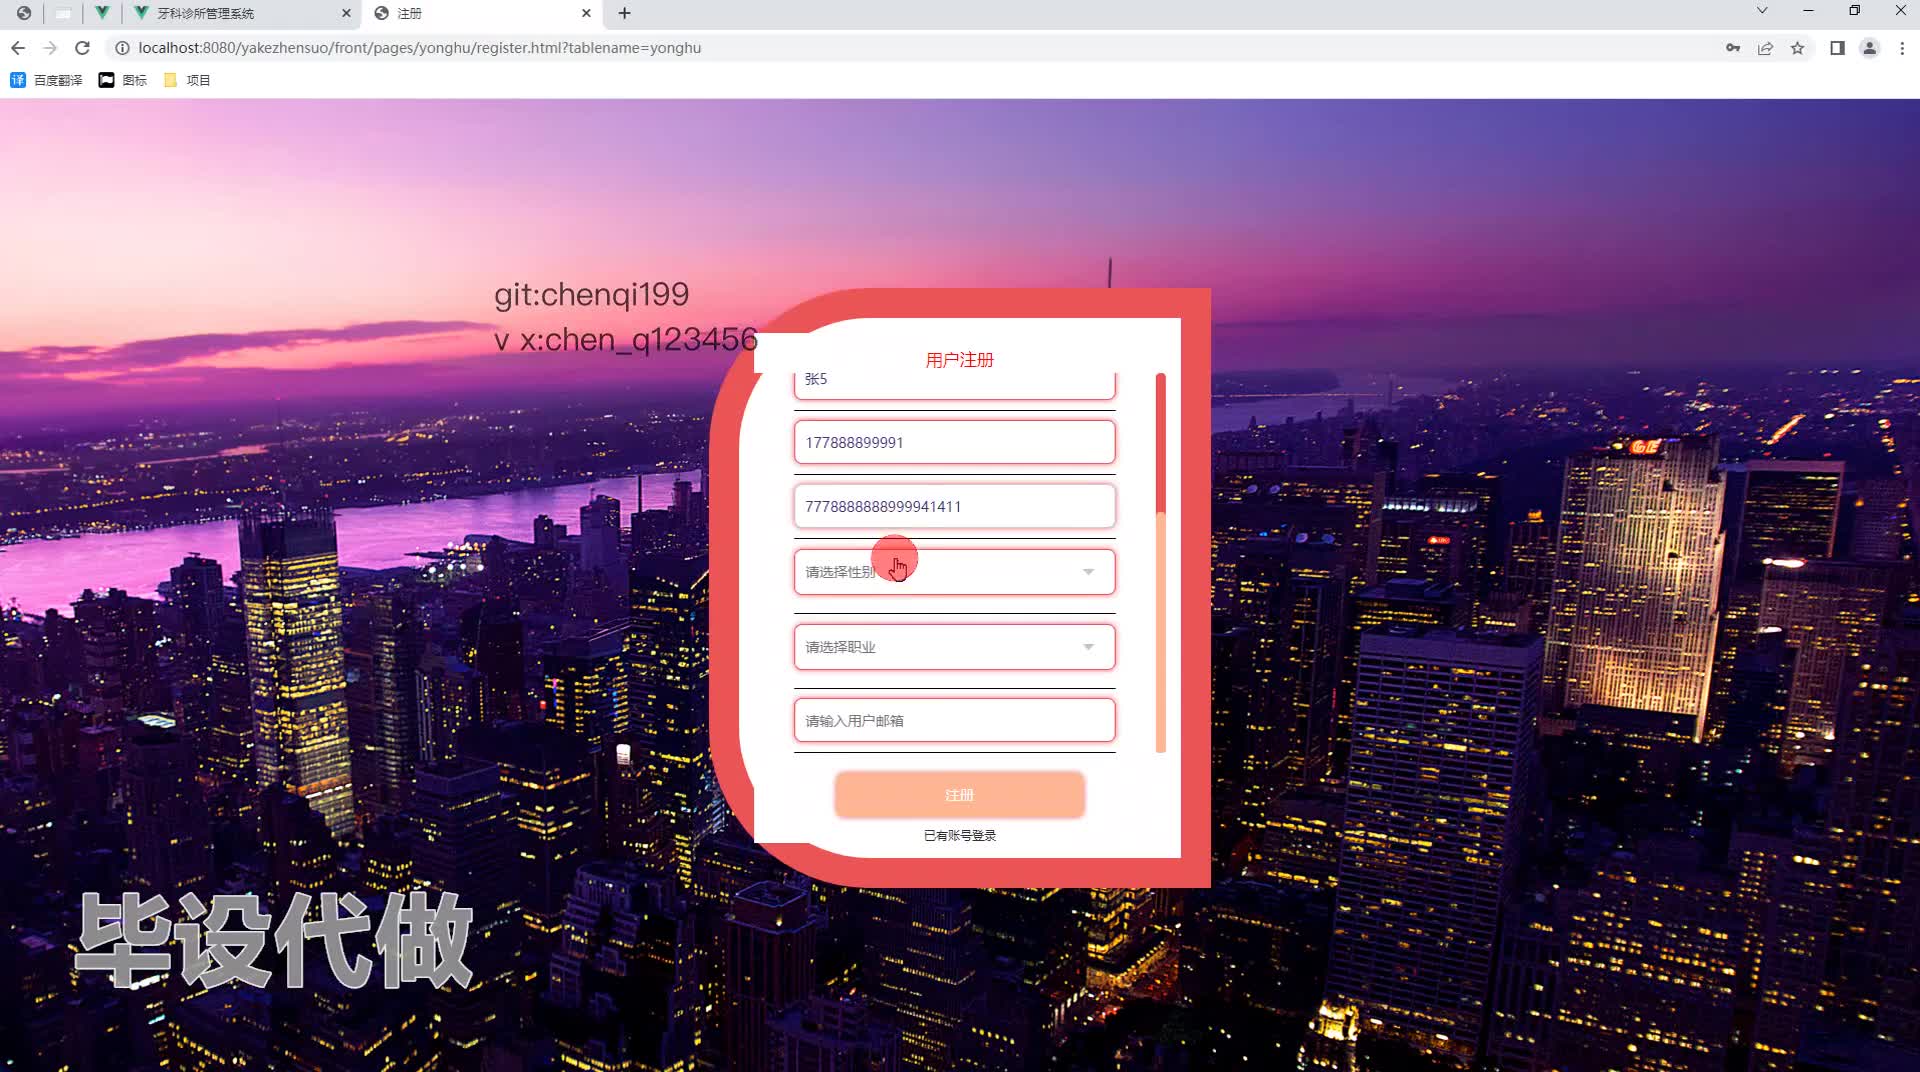 牙科诊所管理系统
注册
localhost:8080/yakezhensuo/front/pages/yonghu/register.html?tablename=yonghu
百度翻译
图标
项目
git:chenqi199
v x:chen_q123456
用户注册
张5
177888899991
7778888888999941411
请选择性别
请选择职业
请输入用户邮箱
注册
已有账号登录
毕设代做
GE